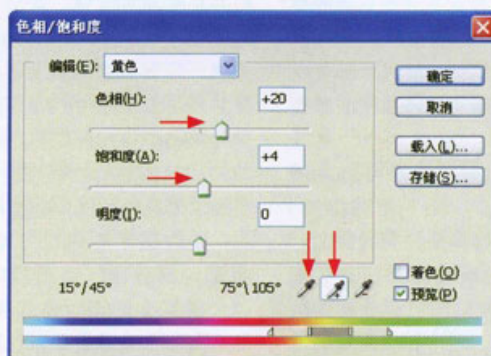 色相/饱和度
编辑(E): 黄色
确定
色相(H): +20
取消
载入(L)...
饱和度(A): +4
存储(S)...
明度(I): 0
着色(O)
15°/45° 75°\105°
预览(P)